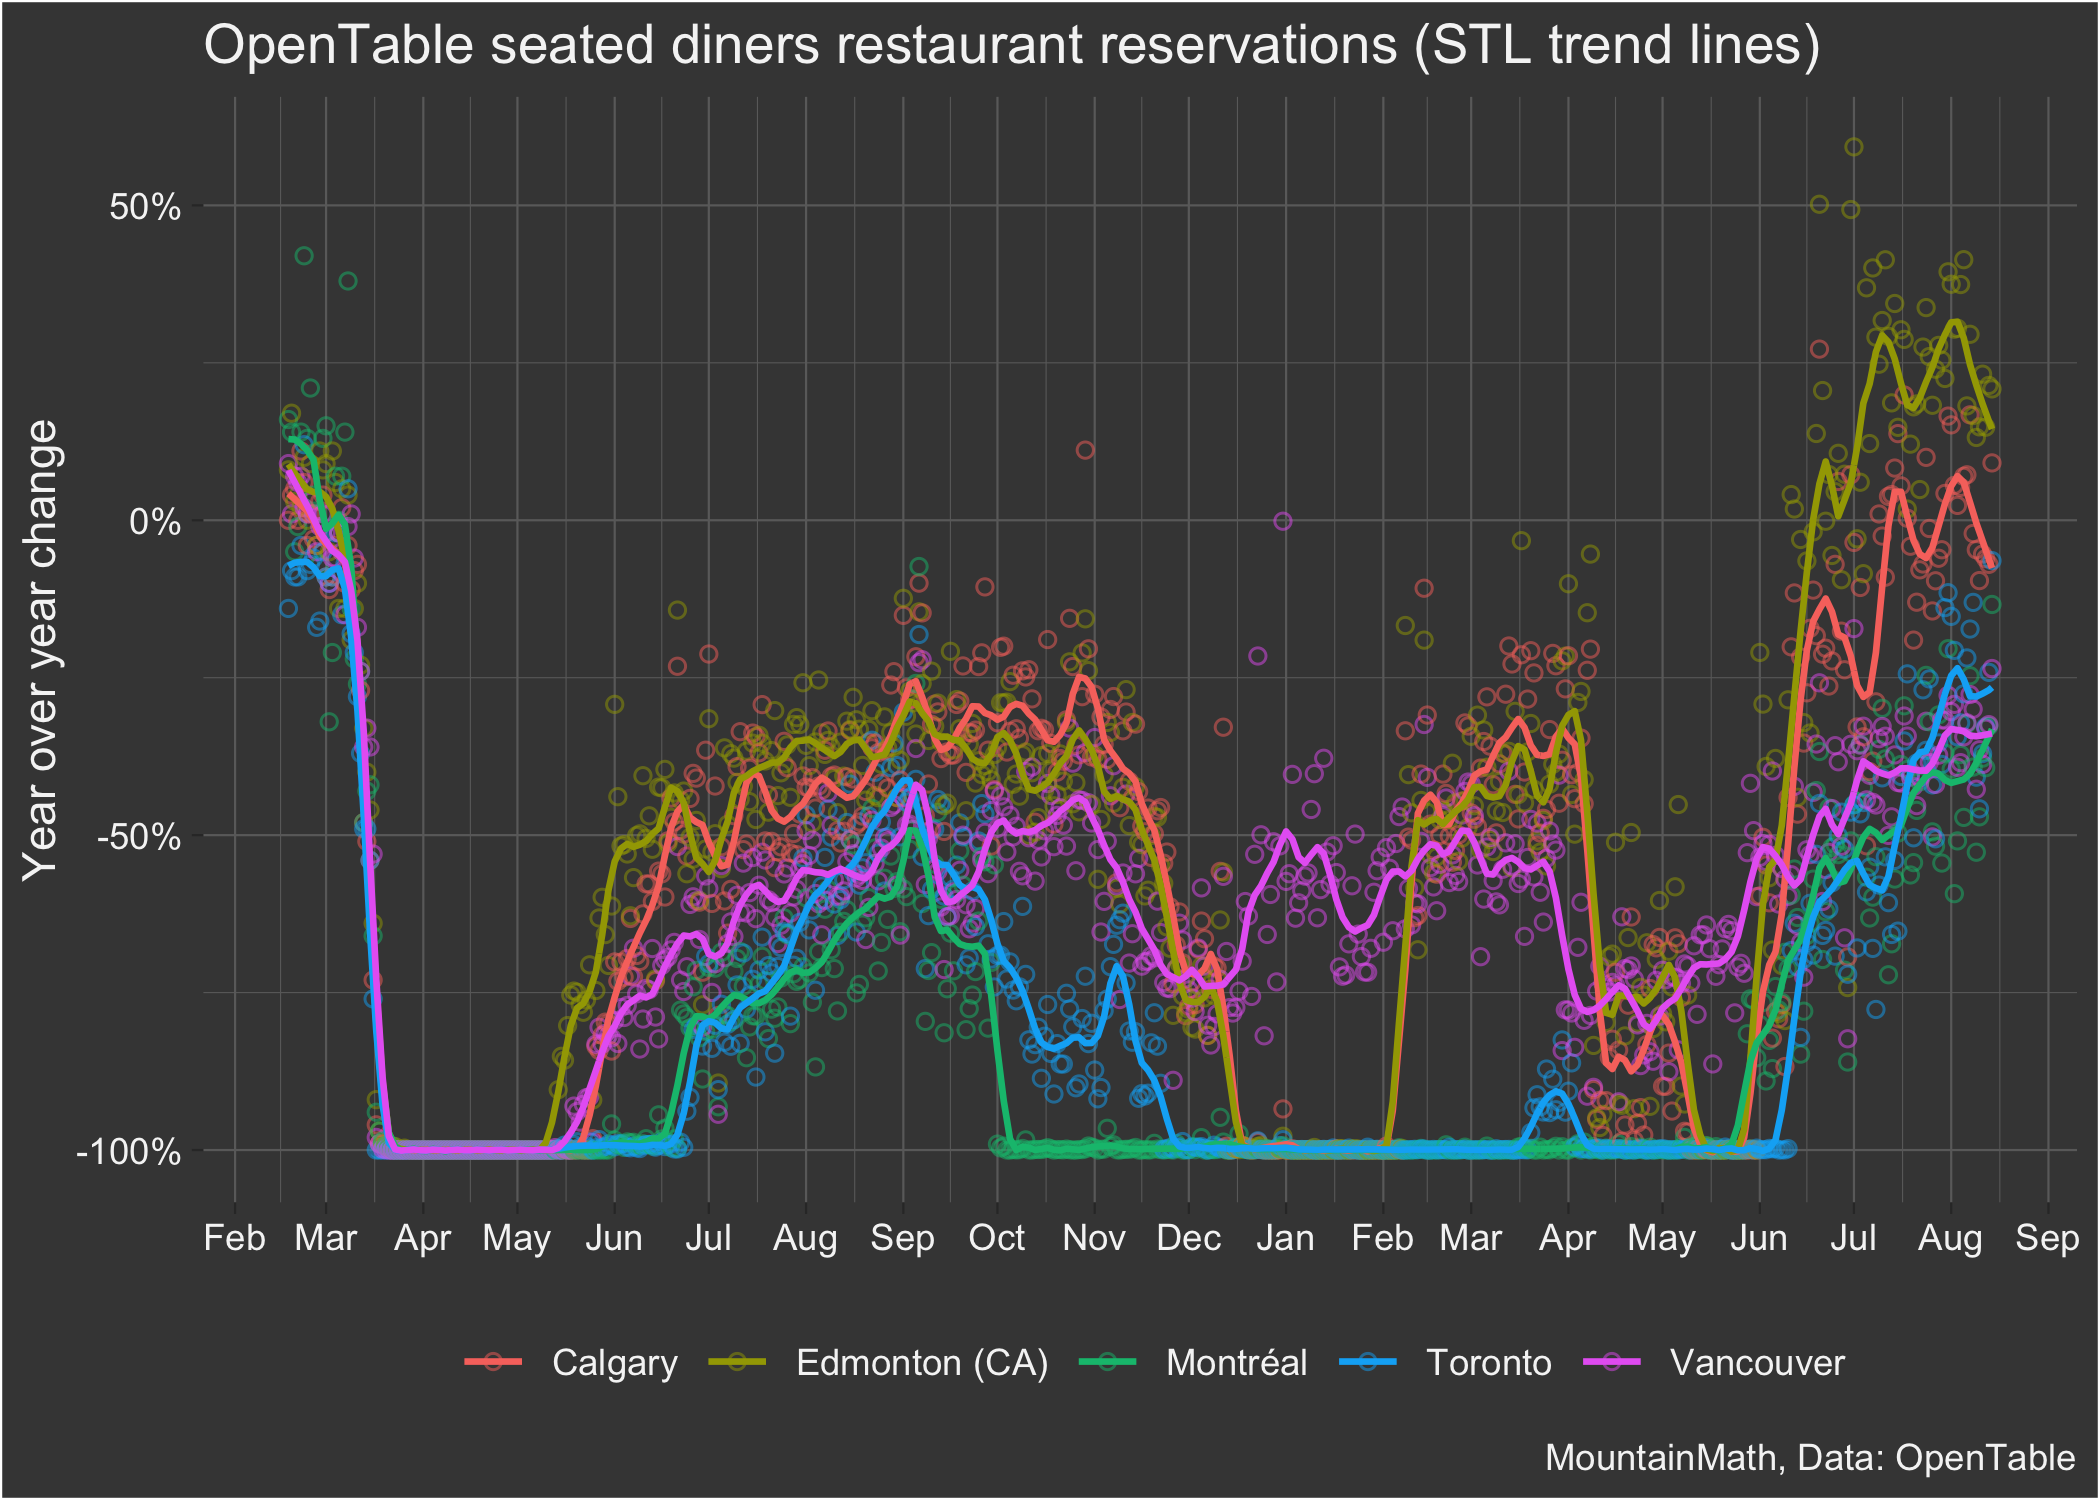 OpenTable seated diners restaurant reservations (STL trend lines)
Year over year change
50%
0%
-50%
-100%
Feb Mar Apr May Jun Jul Aug Sep Oct Nov Dec Jan Feb Mar Apr May Jun Jul Aug Sep
Calgary Edmonton (CA) Montréal Toronto Vancouver
MountainMath, Data: OpenTable